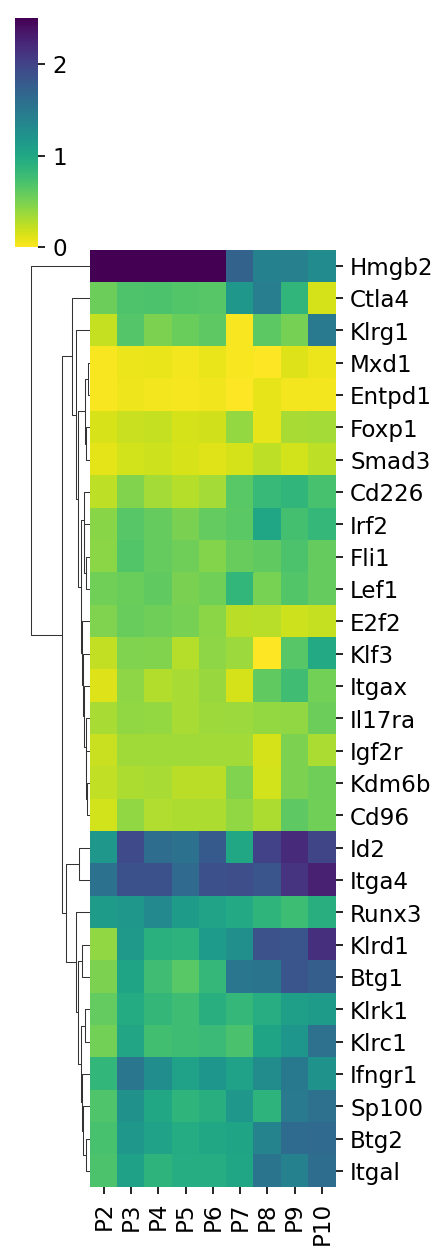 2
1
0
Hmgb2
Ctla4
Klrg1
Mxd1
Entpd1
Foxp1
Smad3
Cd226
Irf2
Fli1
Lef1
E2f2
Klf3
Itgax
Il17ra
Igf2r
Kdm6b
Cd96
Id2
Itga4
Runx3
Klrd1
Btg1
Klrk1
Klrc1
Ifngr1
Sp100
Btg2
Itgal
P2 P3 P4 P5 P6 P7 P8 P9 P10